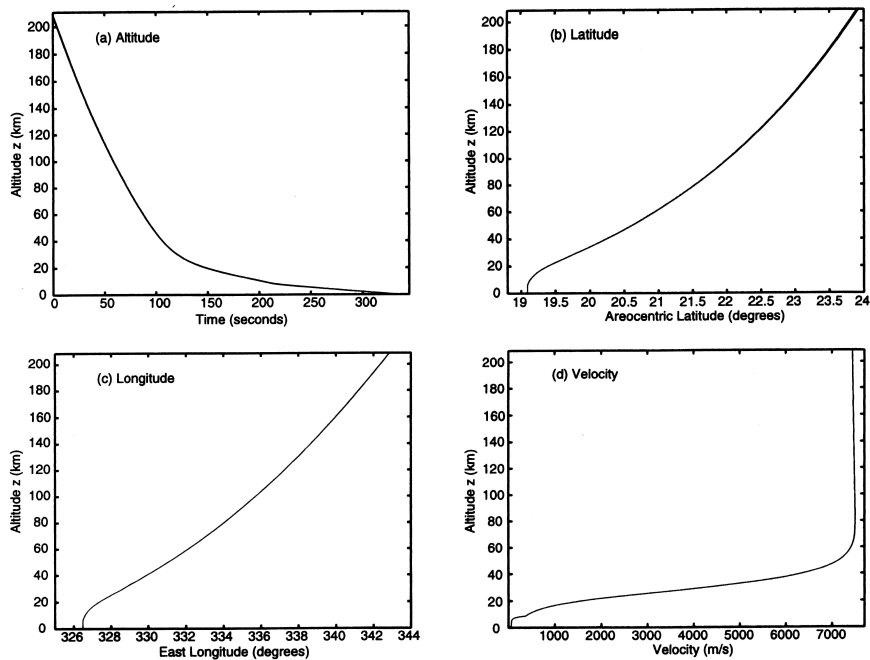 (a) Altitude
Altitude z (km)
200
180
160
140
120
100
80
60
40
20
0
0 50 100 150 200 250 300
Time (seconds)
(b) Latitude
Altitude z (km)
200
180
160
140
120
100
80
60
40
20
0
19 19.5 20 20.5 21 21.5 22 22.5 23 23.5 24
Areocentric Latitude (degrees)
(c) Longitude
Altitude z (km)
200
180
160
140
120
100
80
60
40
20
0
326 328 330 332 334 336 338 340 342 344
East Longitude (degrees)
(d) Velocity
Altitude z (km)
200
180
160
140
120
100
80
60
40
20
0
1000 2000 3000 4000 5000 6000 7000
Velocity (m/s)